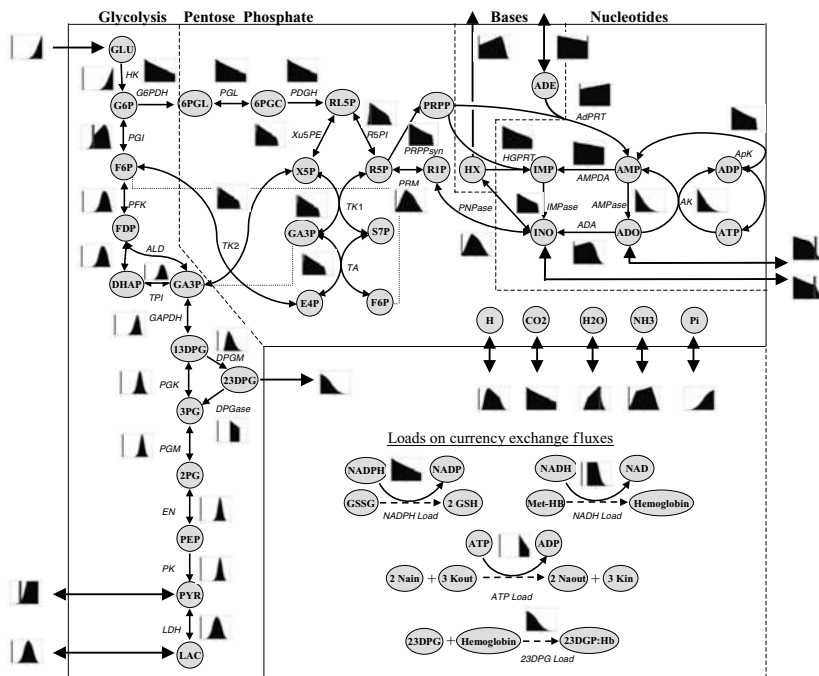 Glycolysis Pentose Phosphate Bases Nucleotides
GLU
HK
G6PDH
PGL
PDGH
G6P
6PGL
6PGC
RL5P
PRPP
ADE
AdPRT
PGI
Xu5PE
R5PI
PRPPsyn
HGPRT
ApK
F6P
X5P
R5P
R1P
HX
IMP
AMPDA
AMP
ADP
PFK
PRM
TK1
PNPase
IMPase
AMPase
AK
FDP
GA3P
S7P
INO
ADA
ADO
ATP
ALD
TK2
TA
DHAP
TPI
GA3P
E4P
F6P
GAPDH
H
CO2
H2O
NH3
Pi
13DPG
DPGM
PGK
23DPG
3PG
DPGase
PGM
2PG
EN
PEP
PK
PYR
LDH
LAC
Loads on currency exchange fluxes
NADPH
NADP
NADH
NAD
GSSG
2 GSH
Met-HB
Hemoglobin
NADPH Load
NADH Load
ATP
ADP
2 Nain + 3 Kout
2 Naout + 3 Kin
ATP Load
23DPG + Hemoglobin
23DGP:Hb
23DPG Load